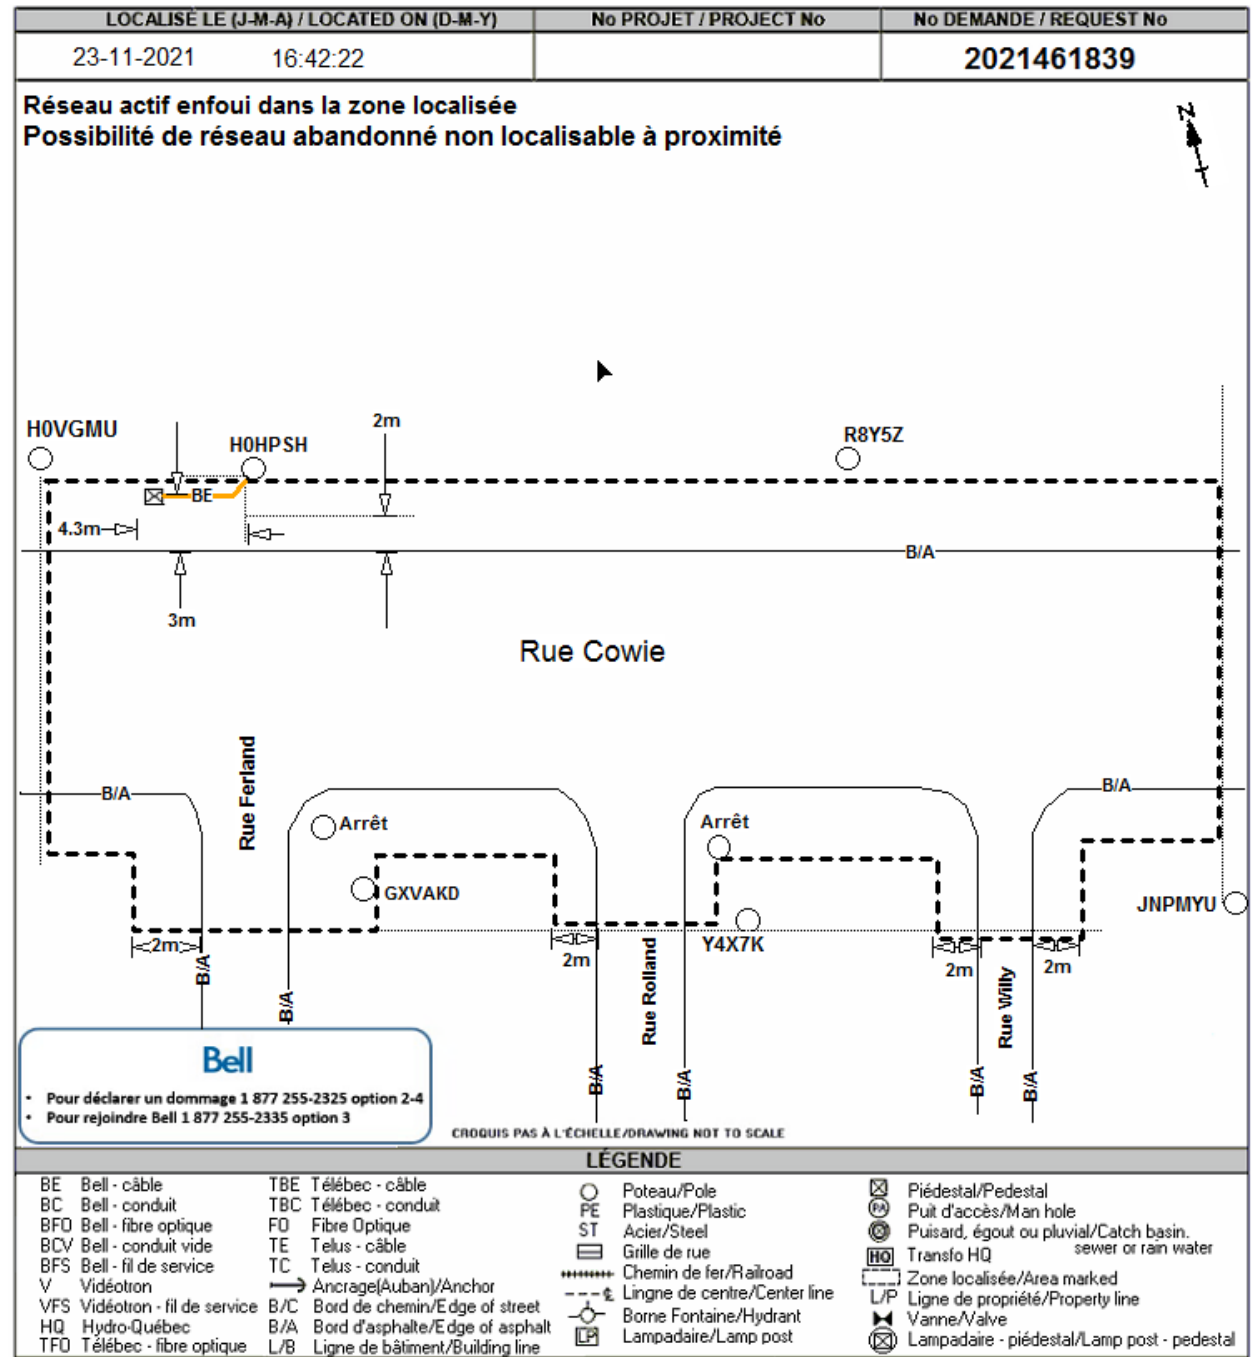 LOCALISÉ LE (J-M-A) / LOCATED ON (D-M-Y) No PROJET / PROJECT No No DEMANDE / REQUEST No
23-11-2021 16:42:22 2021461839
Réseau actif enfoui dans la zone localisée
Possibilité de réseau abandonné non localisable à proximité
N
2m
H0VGMU
H0HPSH
R8Y5Z
BE
4.3m
B/A
3m
Rue Cowie
Rue Ferland
B/A
B/A
Arrêt
Arrêt
GXVAKD
JNPMYU
Y4X7K
2m
2m
2m
2m
B/A
B/A
Rue Rolland
Rue Willy
B/A
B/A
B/A
B/A
Bell
• Pour déclarer un dommage 1 877 255-2325 option 2-4
• Pour rejoindre Bell 1 877 255-2335 option 3
CROQUIS PAS À L'ÉCHELLE/DRAWING NOT TO SCALE
LÉGENDE
BE Bell - câble
BC Bell - conduit
BFO Bell - fibre optique
BCV Bell - conduit vide
BFS Bell - fil de service
V Vidéotron
VFS Vidéotron - fil de service
HQ Hydro-Québec
TFO Télébec - fibre optique
TBE Télébec - câble
TBC Télébec - conduit
FO Fibre Optique
TE Telus - câble
TC Telus - conduit
Ancrage(Auban)/Anchor
B/C Bord de chemin/Edge of street
B/A Bord d'asphalte/Edge of asphalt
L/B Ligne de bâtiment/Building line
Poteau/Pole
PE Plastique/Plastic
ST Acier/Steel
Grille de rue
Chemin de fer/Railroad
Lingne de centre/Center line
Borne Fontaine/Hydrant
LP Lampadaire/Lamp post
Piédestal/Pedestal
PA Puit d'accès/Man hole
Puisard, égout ou pluvial/Catch basin.
sewer or rain water
HQ Transfo HQ
Zone localisée/Area marked
L/P Ligne de propriété/Property line
Vanne/Valve
Lampadaire - piédestal/Lamp post - pedestal